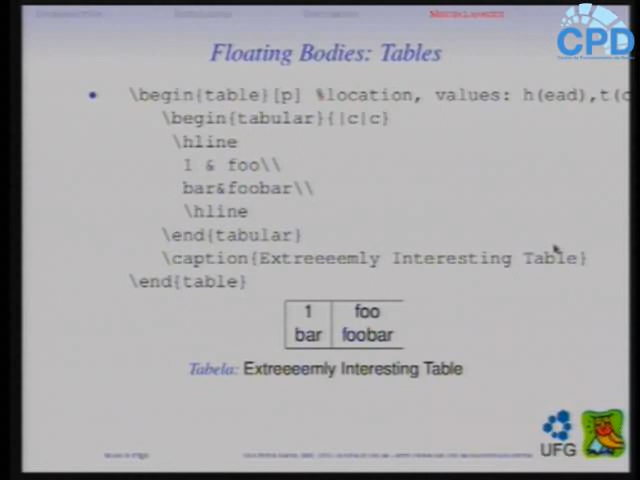 CPD
Floating Bodies: Tables
• \begin{table}[p] %location, values: h(ead),t(o
\begin{tabular}{|c|c}
\hline
1 & foo\\
bar&foobar\\
\hline
\end{tabular}
\caption{Extreeeemly Interesting Table}
\end{table}
1 foo
bar foobar
Tabela: Extreeeemly Interesting Table
UFG